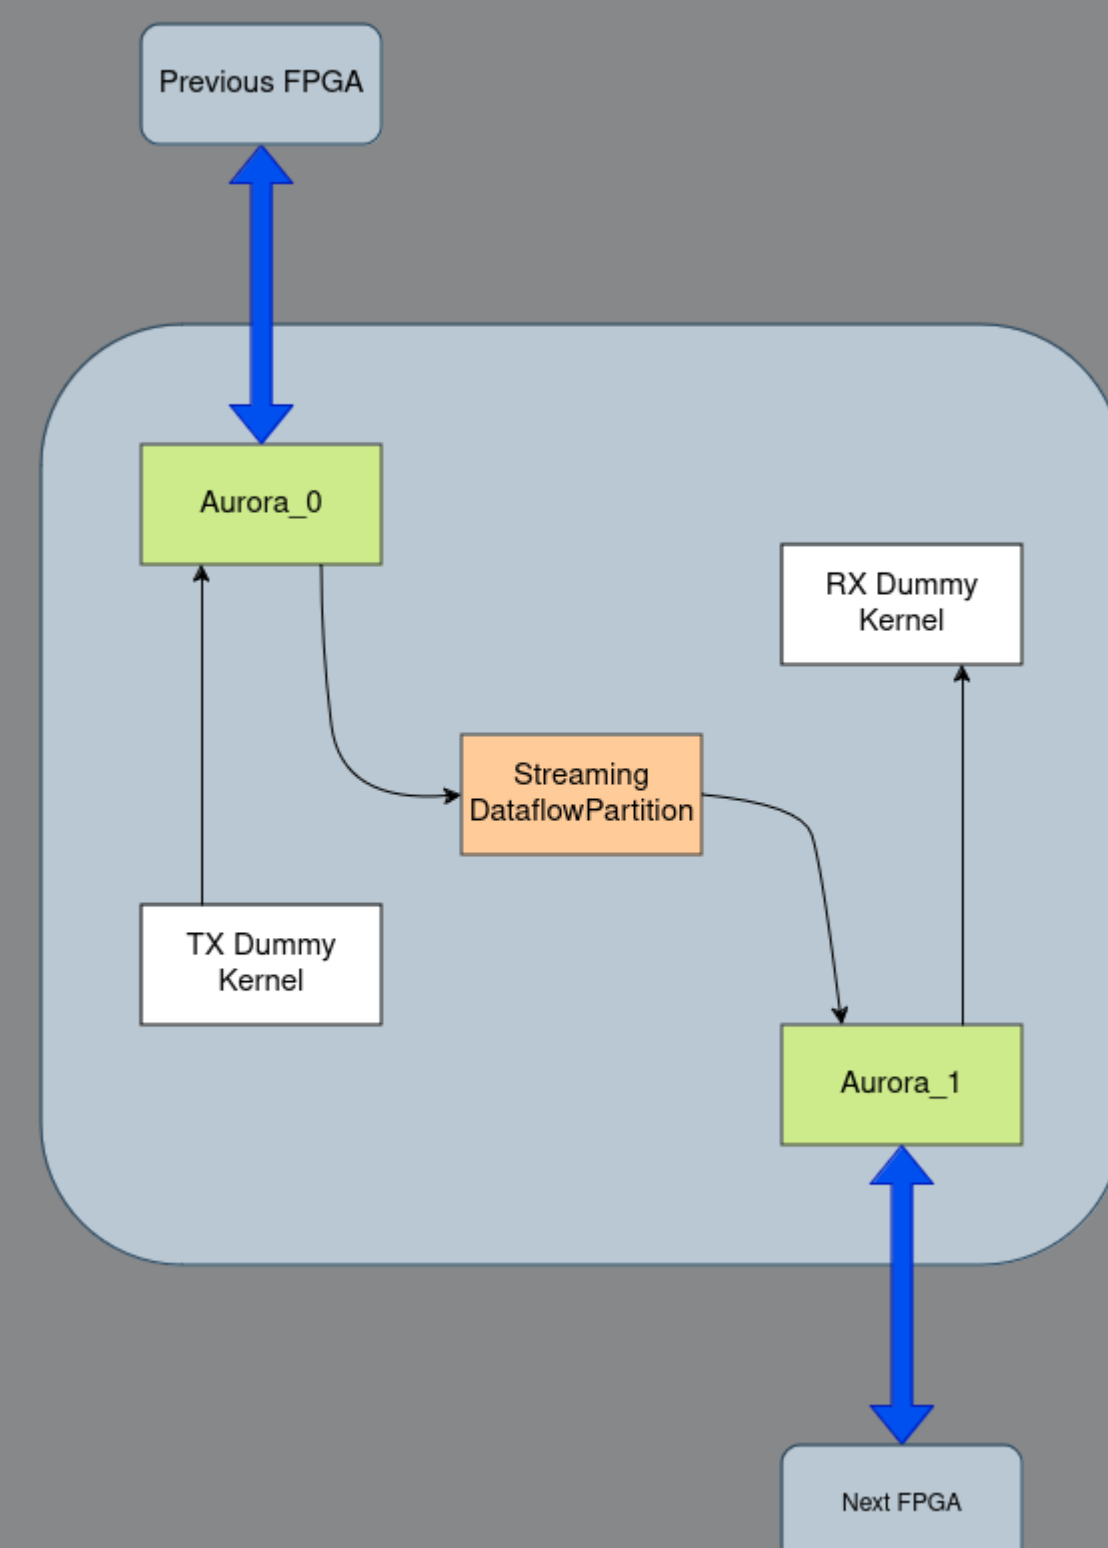 Previous FPGA
Aurora_0
RX Dummy
Kernel
Streaming
DataflowPartition
TX Dummy
Kernel
Aurora_1
Next FPGA